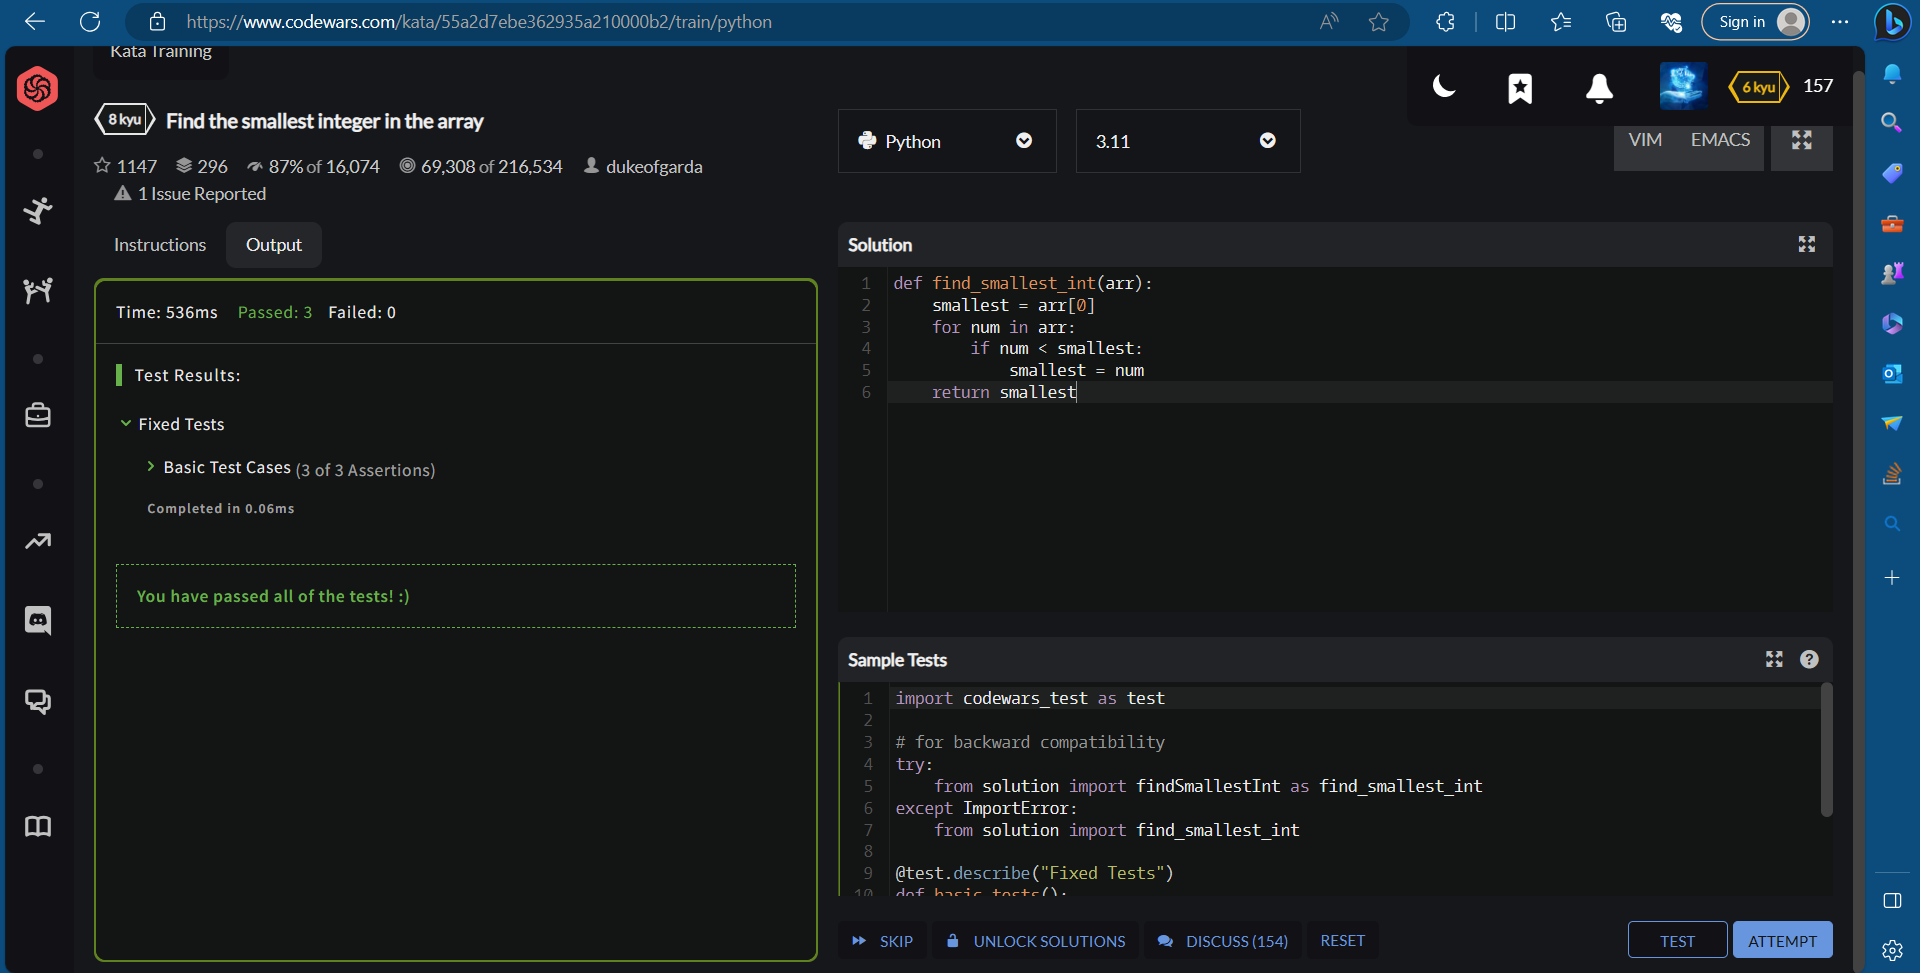 https://www.codewars.com/kata/55a2d7ebe362935a210000b2/train/python
Sign in
Kata Training
6 kyu 157
8 kyu Find the smallest integer in the array
1147 296 87% of 16,074 69,308 of 216,534 dukeofgarda
1 Issue Reported
Python
3.11
VIM EMACS
Instructions Output
Time: 536ms Passed: 3 Failed: 0
Test Results:
Fixed Tests
Basic Test Cases (3 of 3 Assertions)
Completed in 0.06ms
You have passed all of the tests! :)
Solution
1 def find_smallest_int(arr):
2 smallest = arr[0]
3 for num in arr:
4 if num < smallest:
5 smallest = num
6 return smallest
Sample Tests
1 import codewars_test as test
2
3 # for backward compatibility
4 try:
5 from solution import findSmallestInt as find_smallest_int
6 except ImportError:
7 from solution import find_smallest_int
8
9 @test.describe("Fixed Tests")
10 def basic_tests():
SKIP UNLOCK SOLUTIONS DISCUSS (154) RESET TEST ATTEMPT